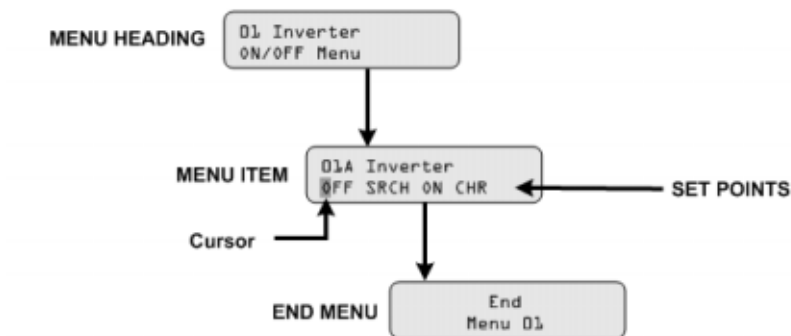 MENU HEADING
01 Inverter
ON/OFF Menu
MENU ITEM
01A Inverter
OFF SRCH ON CHR
SET POINTS
Cursor
END MENU
End
Menu 01